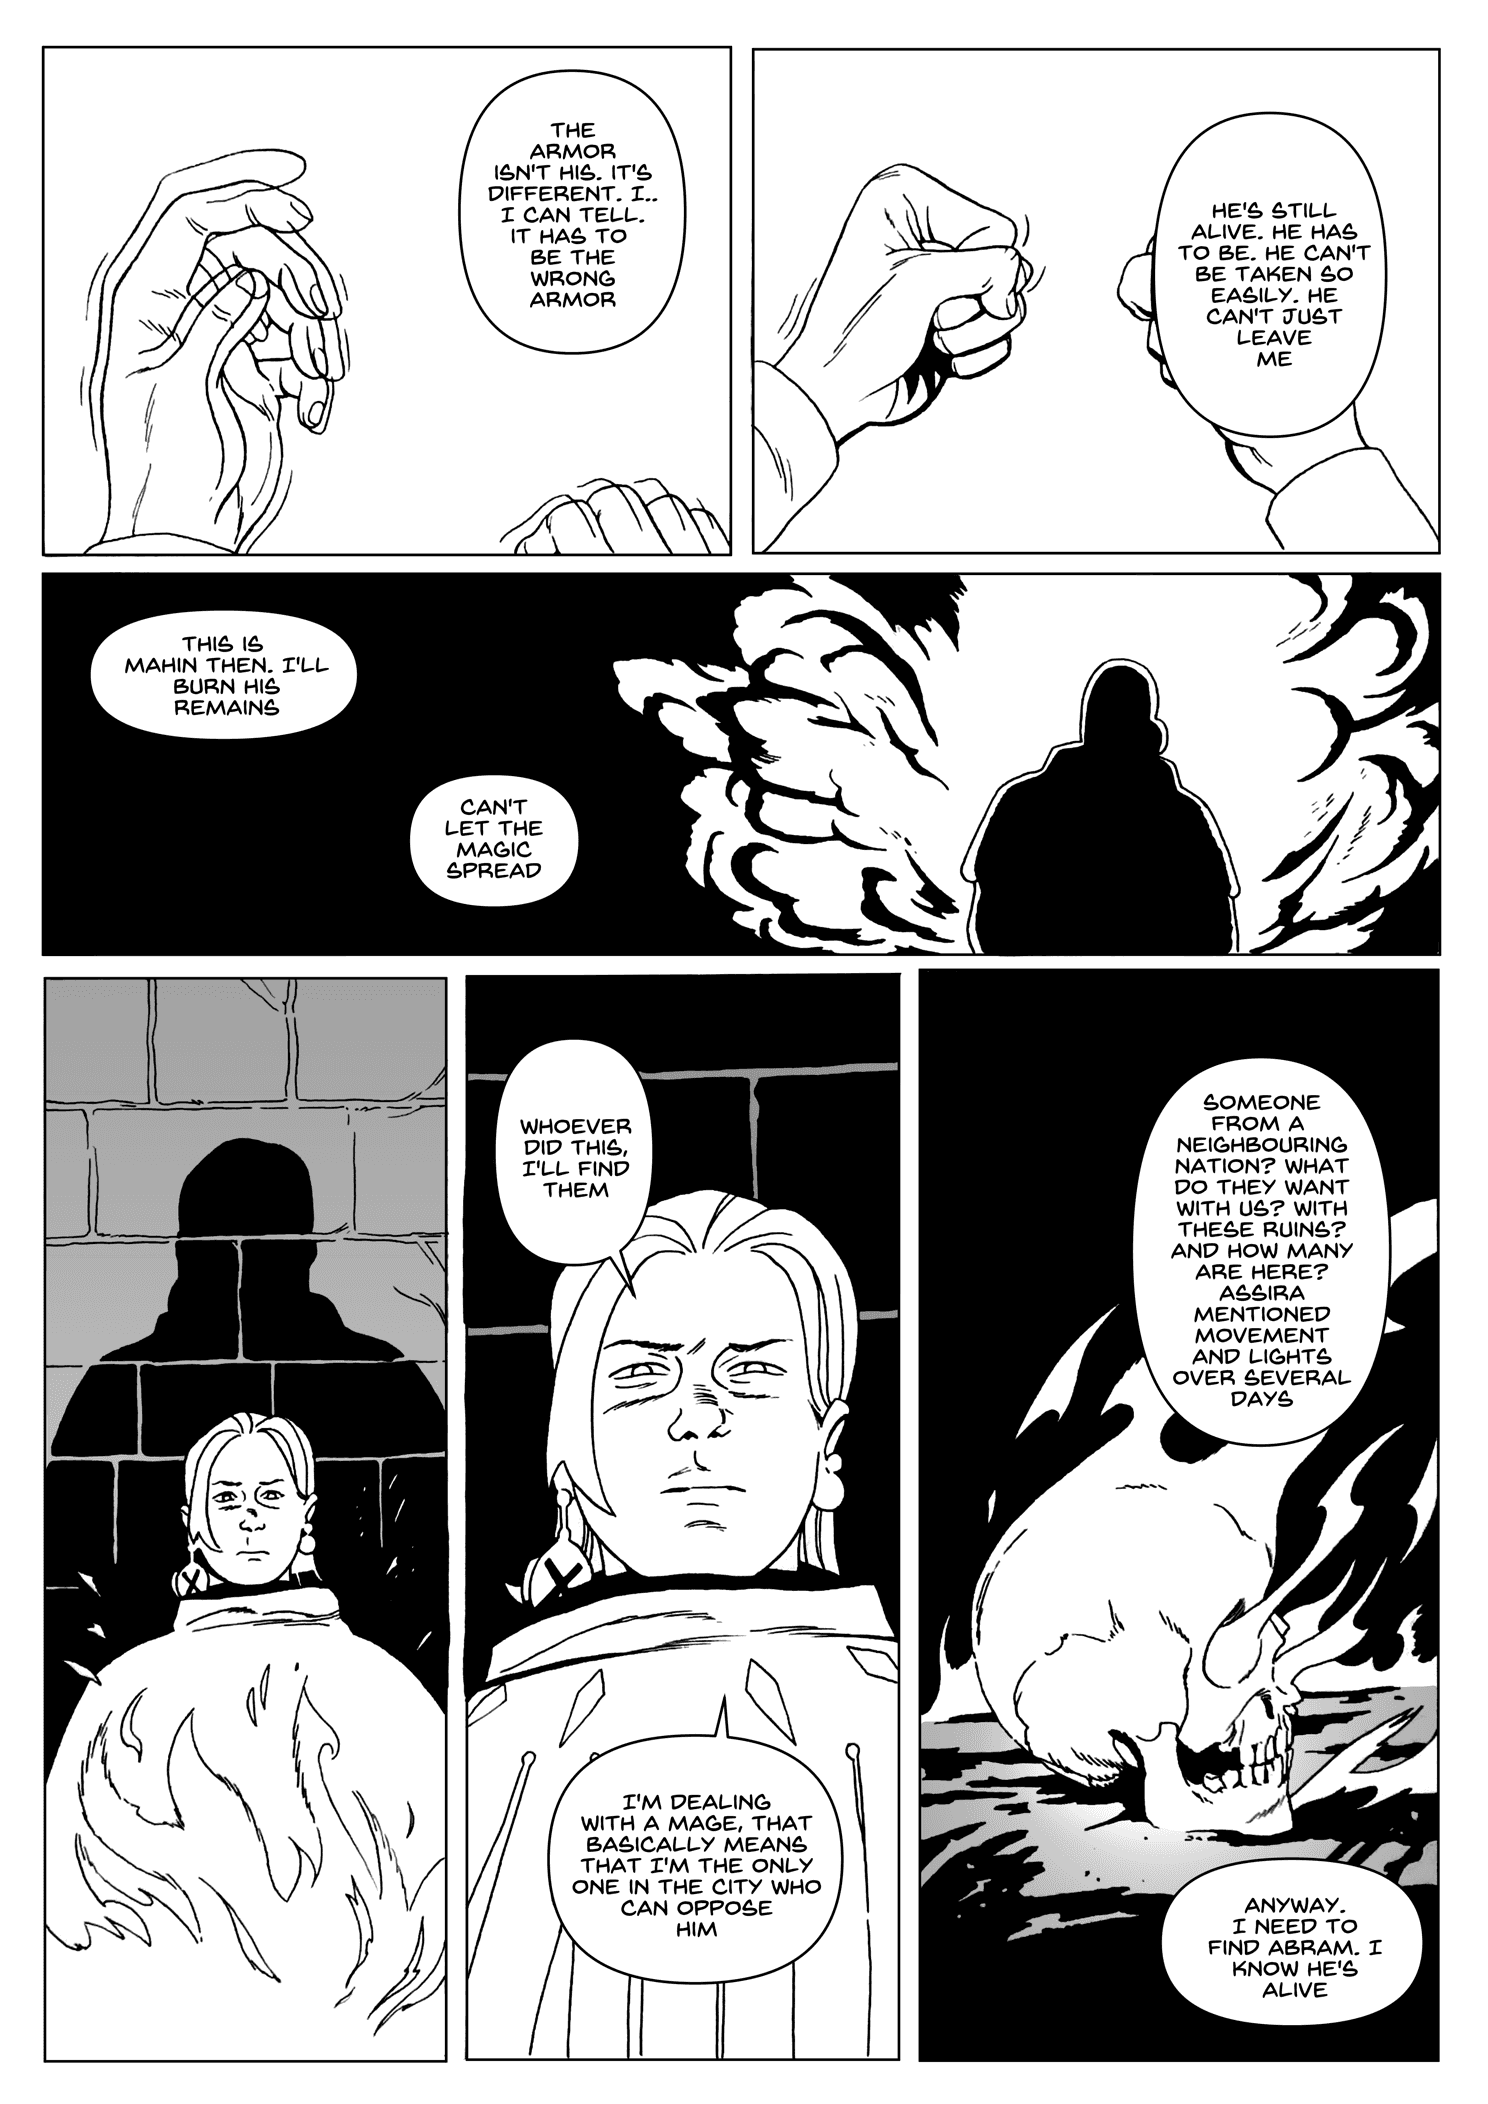 THE
ARMOR
ISN'T HIS. IT'S
DIFFERENT. I..
I CAN TELL.
IT HAS TO
BE THE
WRONG
ARMOR
HE'S STILL
ALIVE. HE HAS
TO BE. HE CAN'T
BE TAKEN SO
EASILY. HE
CAN'T JUST
LEAVE
ME
THIS IS
MAHIN THEN. I'LL
BURN HIS
REMAINS
CAN'T
LET THE
MAGIC
SPREAD
WHOEVER
DID THIS,
I'LL FIND
THEM
I'M DEALING
WITH A MAGE, THAT
BASICALLY MEANS
THAT I'M THE ONLY
ONE IN THE CITY WHO
CAN OPPOSE
HIM
SOMEONE
FROM A
NEIGHBOURING
NATION? WHAT
DO THEY WANT
WITH US? WITH
THESE RUINS?
AND HOW MANY
ARE HERE?
ASSIRA
MENTIONED
MOVEMENT
AND LIGHTS
OVER SEVERAL
DAYS
ANYWAY.
I NEED TO
FIND ABRAM. I
KNOW HE'S
ALIVE